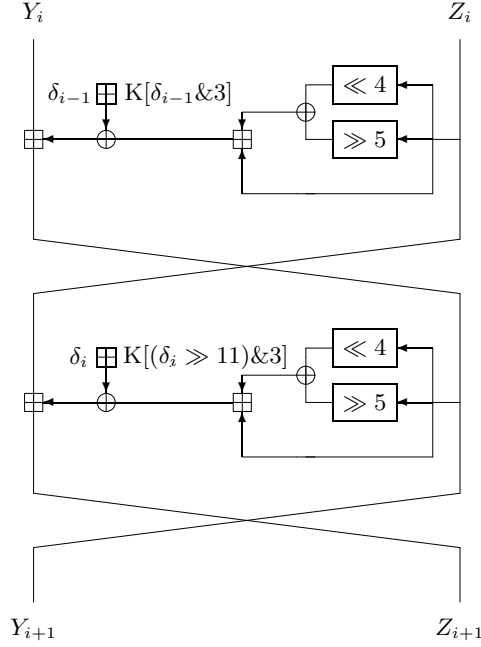 Y_i Z_i
≪ 4
δ_{i−1} K[δ_{i−1}&3]
≫ 5
≪ 4
δ_i K[(δ_i ≫ 11)&3]
≫ 5
Y_{i+1} Z_{i+1}